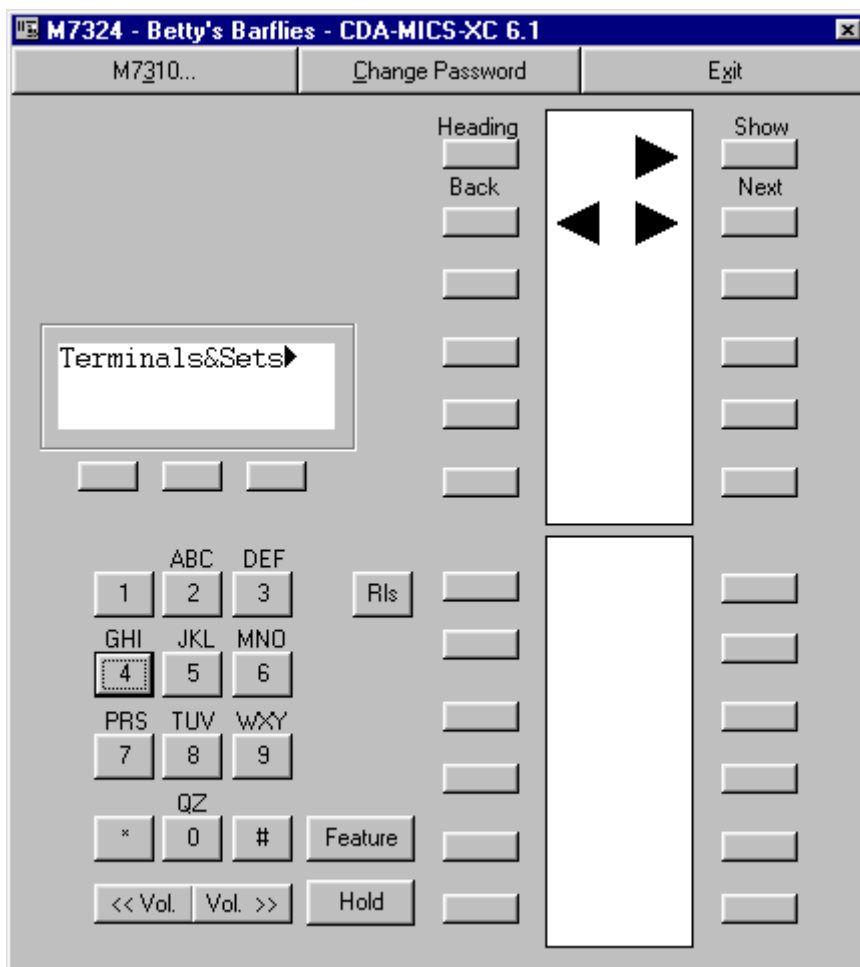 M7324 - Betty's Barflies - CDA-MICS-XC 6.1
M7310... Change Password Exit
Heading Show
Back Next
Terminals&Sets
ABC DEF
1 2 3 Rls
GHI JKL MNO
4 5 6
PRS TUV WXY
7 8 9
QZ
* 0 # Feature
<< Vol. Vol. >> Hold